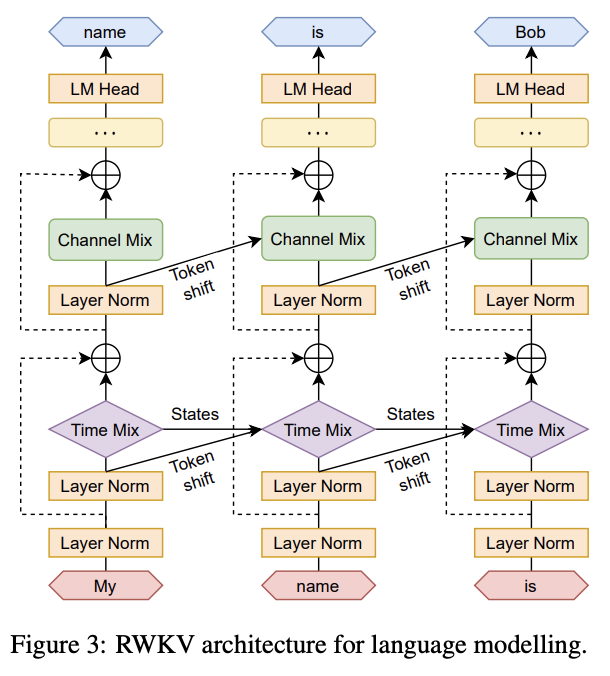 name is Bob
LM Head LM Head LM Head
... ... ...
Channel Mix Channel Mix Channel Mix
Token Token
shift shift
Layer Norm Layer Norm Layer Norm
States States
Time Mix Time Mix Time Mix
Token Token
shift shift
Layer Norm Layer Norm Layer Norm
Layer Norm Layer Norm Layer Norm
My name is
Figure 3: RWKV architecture for language modelling.